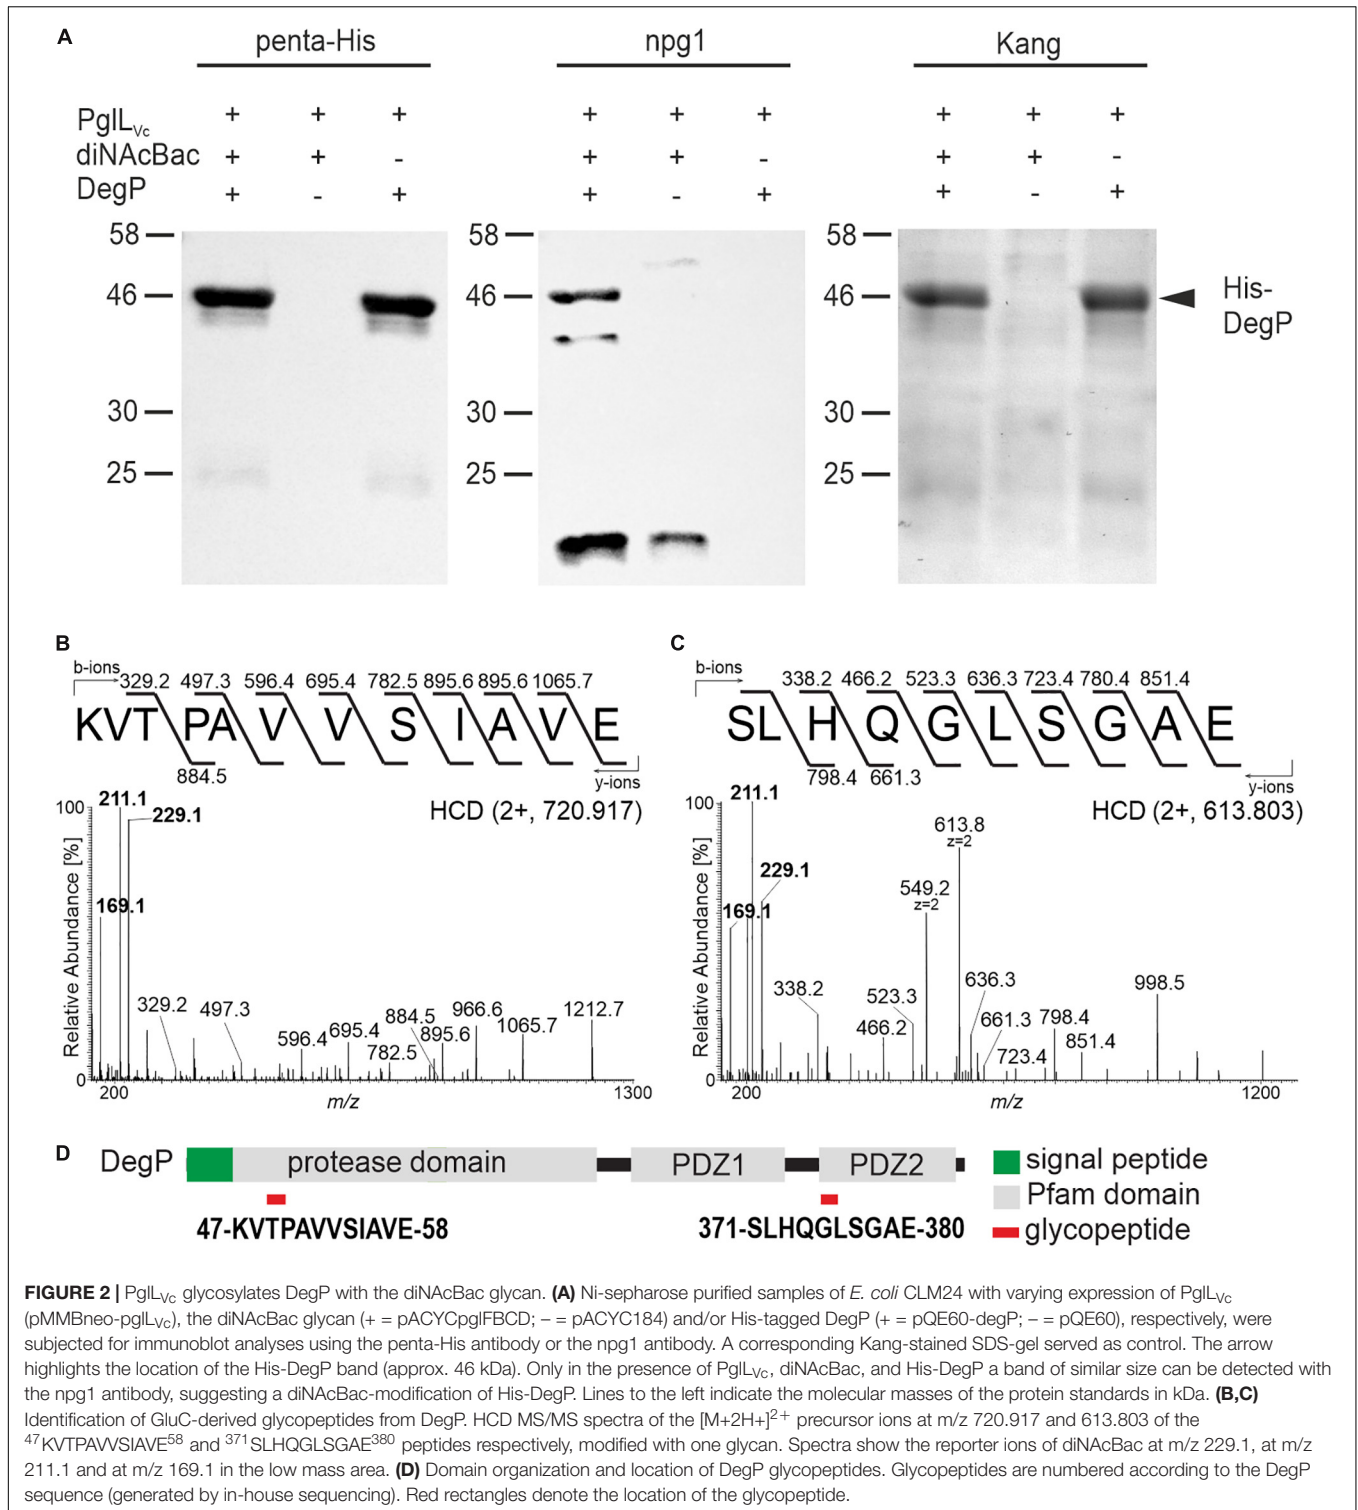 A
penta-His npg1 Kang
PglL_Vc + + + + + + + + +
diNAcBac + + - + + - + + -
DegP + - + + - + + - +
58 58 58
46 46 46 His-
DegP
30 30 30
25 25 25
B
b-ions 329.2 497.3 596.4 695.4 782.5 895.6 895.6 1065.7
KVT PA V V S I A V E
884.5 y-ions
HCD (2+, 720.917)
100 211.1
229.1
169.1
329.2 497.3 596.4 695.4 782.5 884.5 895.6 966.6 1065.7 1212.7
Relative Abundance [%]
0
200 m/z 1300
C
b-ions 338.2 466.2 523.3 636.3 723.4 780.4 851.4
SL H Q G L S G A E
798.4 661.3 y-ions
HCD (2+, 613.803)
100 211.1
229.1
169.1
338.2 466.2 523.3 549.2 z=2 613.8 z=2 636.3 661.3 723.4 798.4 851.4 998.5
Relative Abundance [%]
0
200 m/z 1200
D
DegP protease domain PDZ1 PDZ2
47-KVTPAVVSIAVE-58 371-SLHQGLSGAE-380
signal peptide
Pfam domain
glycopeptide
FIGURE 2 | PglL_Vc glycosylates DegP with the diNAcBac glycan. (A) Ni-sepharose purified samples of E. coli CLM24 with varying expression of PglL_Vc
(pMMBneo-pglL_Vc), the diNAcBac glycan (+ = pACYCpglFBCD; – = pACYC184) and/or His-tagged DegP (+ = pQE60-degP; – = pQE60), respectively, were
subjected for immunoblot analyses using the penta-His antibody or the npg1 antibody. A corresponding Kang-stained SDS-gel served as control. The arrow
highlights the location of the His-DegP band (approx. 46 kDa). Only in the presence of PglL_Vc, diNAcBac, and His-DegP a band of similar size can be detected with
the npg1 antibody, suggesting a diNAcBac-modification of His-DegP. Lines to the left indicate the molecular masses of the protein standards in kDa. (B,C)
Identification of GluC-derived glycopeptides from DegP. HCD MS/MS spectra of the [M+2H+]²⁺ precursor ions at m/z 720.917 and 613.803 of the
⁴⁷KVTPAVVSIAVE⁵⁸ and ³⁷¹SLHQGLSGAE³⁸⁰ peptides respectively, modified with one glycan. Spectra show the reporter ions of diNAcBac at m/z 229.1, at m/z
211.1 and at m/z 169.1 in the low mass area. (D) Domain organization and location of DegP glycopeptides. Glycopeptides are numbered according to the DegP
sequence (generated by in-house sequencing). Red rectangles denote the location of the glycopeptide.